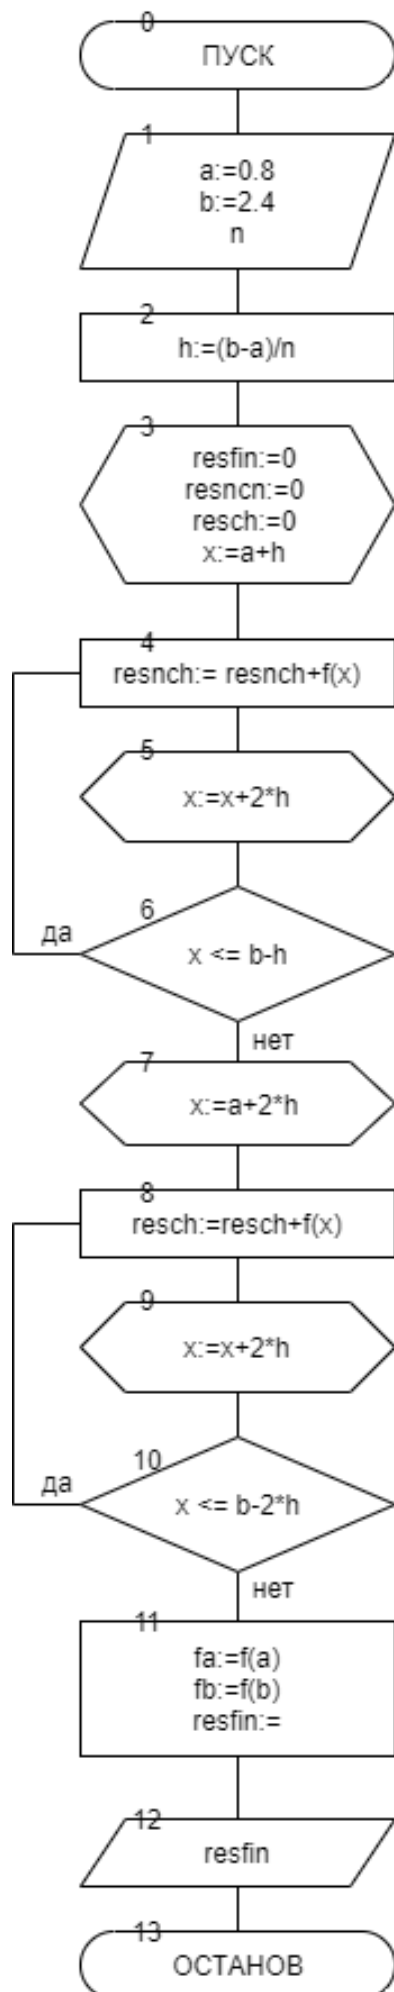 0
ПУСК
1
a:=0.8
b:=2.4
n
2
h:=(b-a)/n
3
resfin:=0
resncn:=0
resch:=0
x:=a+h
4
resnch:= resnch+f(x)
5
x:=x+2*h
6
да
x <= b-h
нет
7
x:=a+2*h
8
resch:=resch+f(x)
9
x:=x+2*h
10
да
x <= b-2*h
нет
11
fa:=f(a)
fb:=f(b)
resfin:=
12
resfin
13
ОСТАНОВ